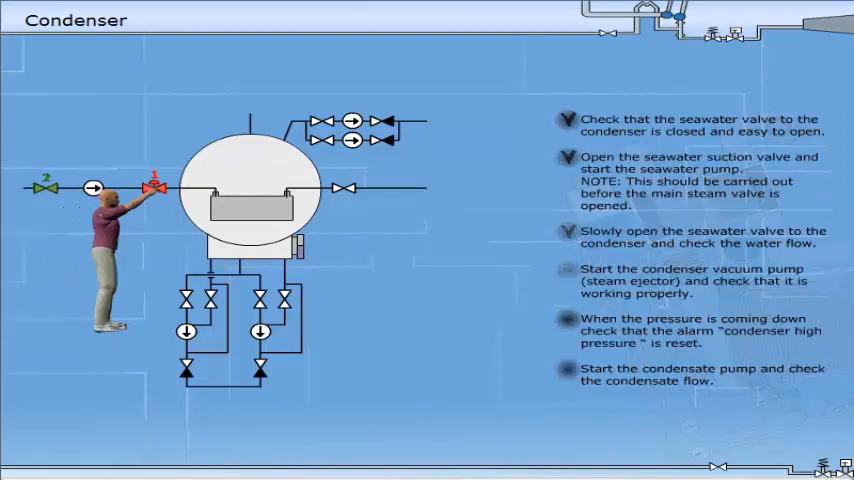 Condenser
Check that the seawater valve to the
condenser is closed and easy to open.
Open the seawater suction valve and
start the seawater pump.
NOTE: This should be carried out
before the main steam valve is
opened.
Slowly open the seawater valve to the
condenser and check the water flow.
Start the condenser vacuum pump
(steam ejector) and check that it is
working properly.
When the pressure is coming down
check that the alarm “condenser high
pressure “ is reset.
Start the condensate pump and check
the condensate flow.
2
1